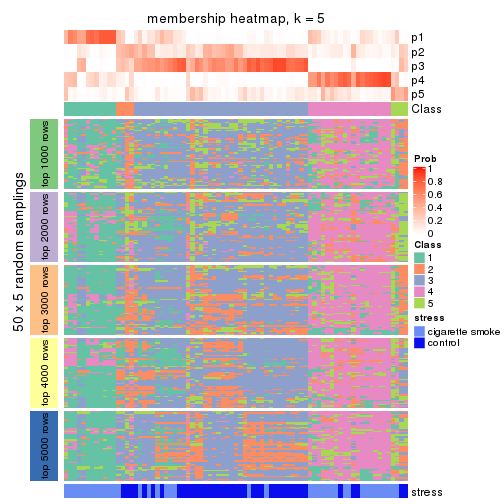 membership heatmap, k = 5
p1
p2
p3
p4
p5
Class
50 x 5 random samplings
top 1000 rows
top 2000 rows
top 3000 rows
top 4000 rows
top 5000 rows
stress
Prob
1
0.8
0.6
0.4
0.2
0
Class
1
2
3
4
5
stress
cigarette smoke
control